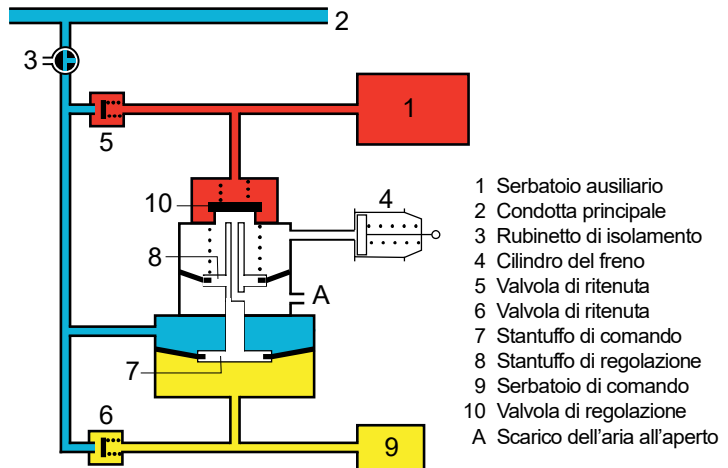 2
3
5
1
10
4
8
A
7
6
9
1 Serbatoio ausiliario
2 Condotta principale
3 Rubinetto di isolamento
4 Cilindro del freno
5 Valvola di ritenuta
6 Valvola di ritenuta
7 Stantuffo di comando
8 Stantuffo di regolazione
9 Serbatoio di comando
10 Valvola di regolazione
A Scarico dell'aria all'aperto